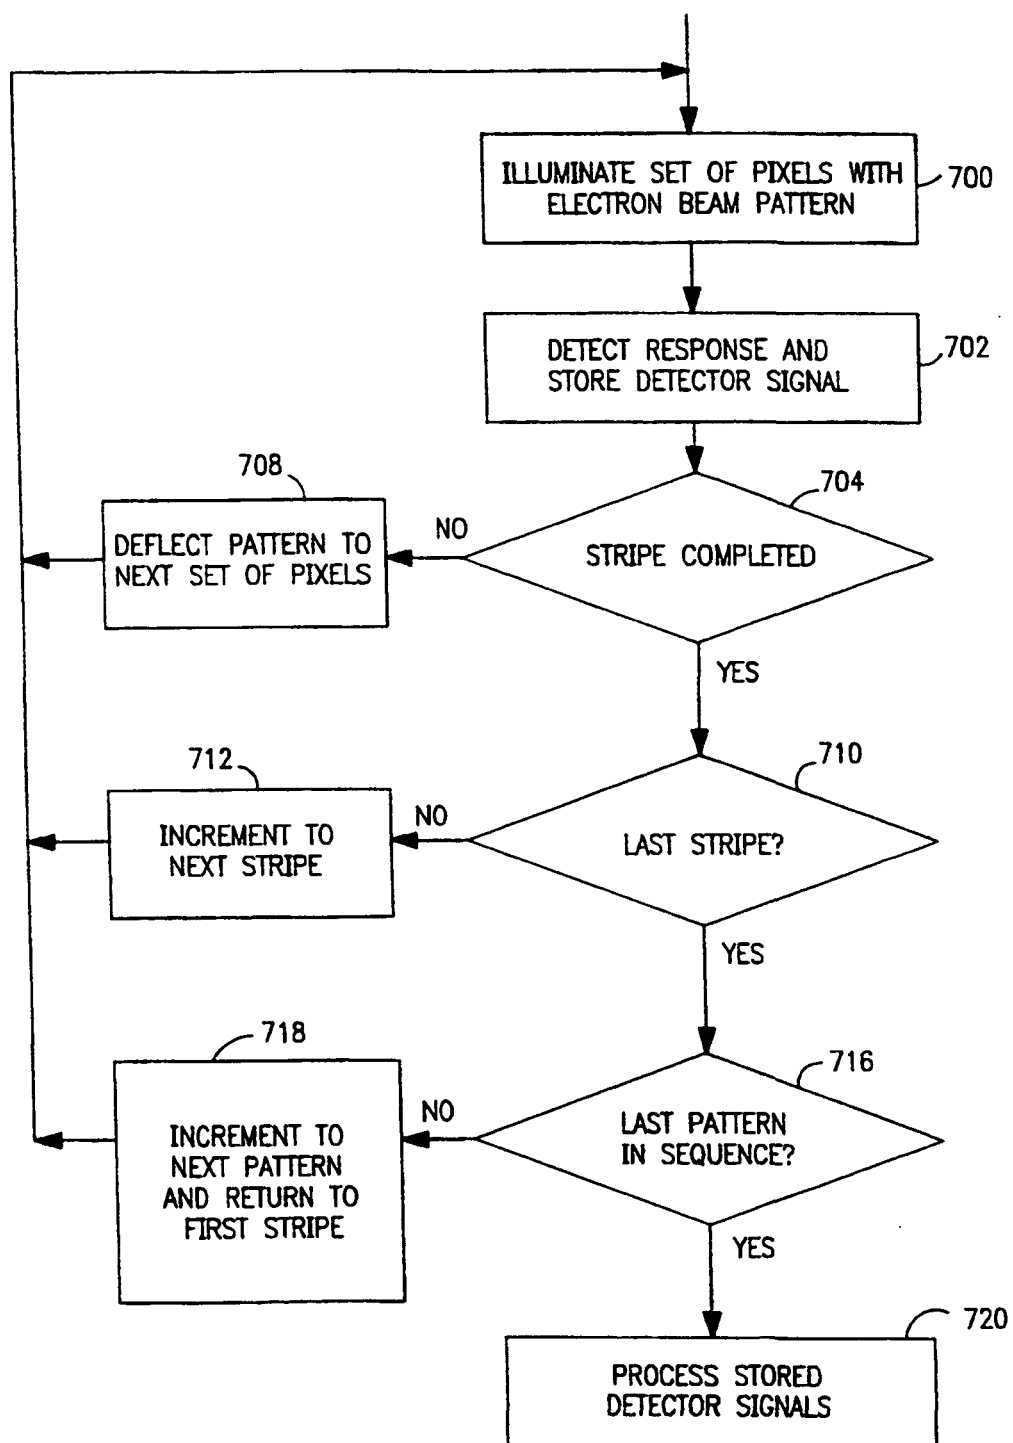 ILLUMINATE SET OF PIXELS WITH
ELECTRON BEAM PATTERN
700
DETECT RESPONSE AND
STORE DETECTOR SIGNAL
702
708
704
DEFLECT PATTERN TO
NEXT SET OF PIXELS
NO
STRIPE COMPLETED
YES
712
710
INCREMENT TO
NEXT STRIPE
NO
LAST STRIPE?
YES
718
716
INCREMENT TO
NEXT PATTERN
AND RETURN TO
FIRST STRIPE
NO
LAST PATTERN
IN SEQUENCE?
YES
720
PROCESS STORED
DETECTOR SIGNALS